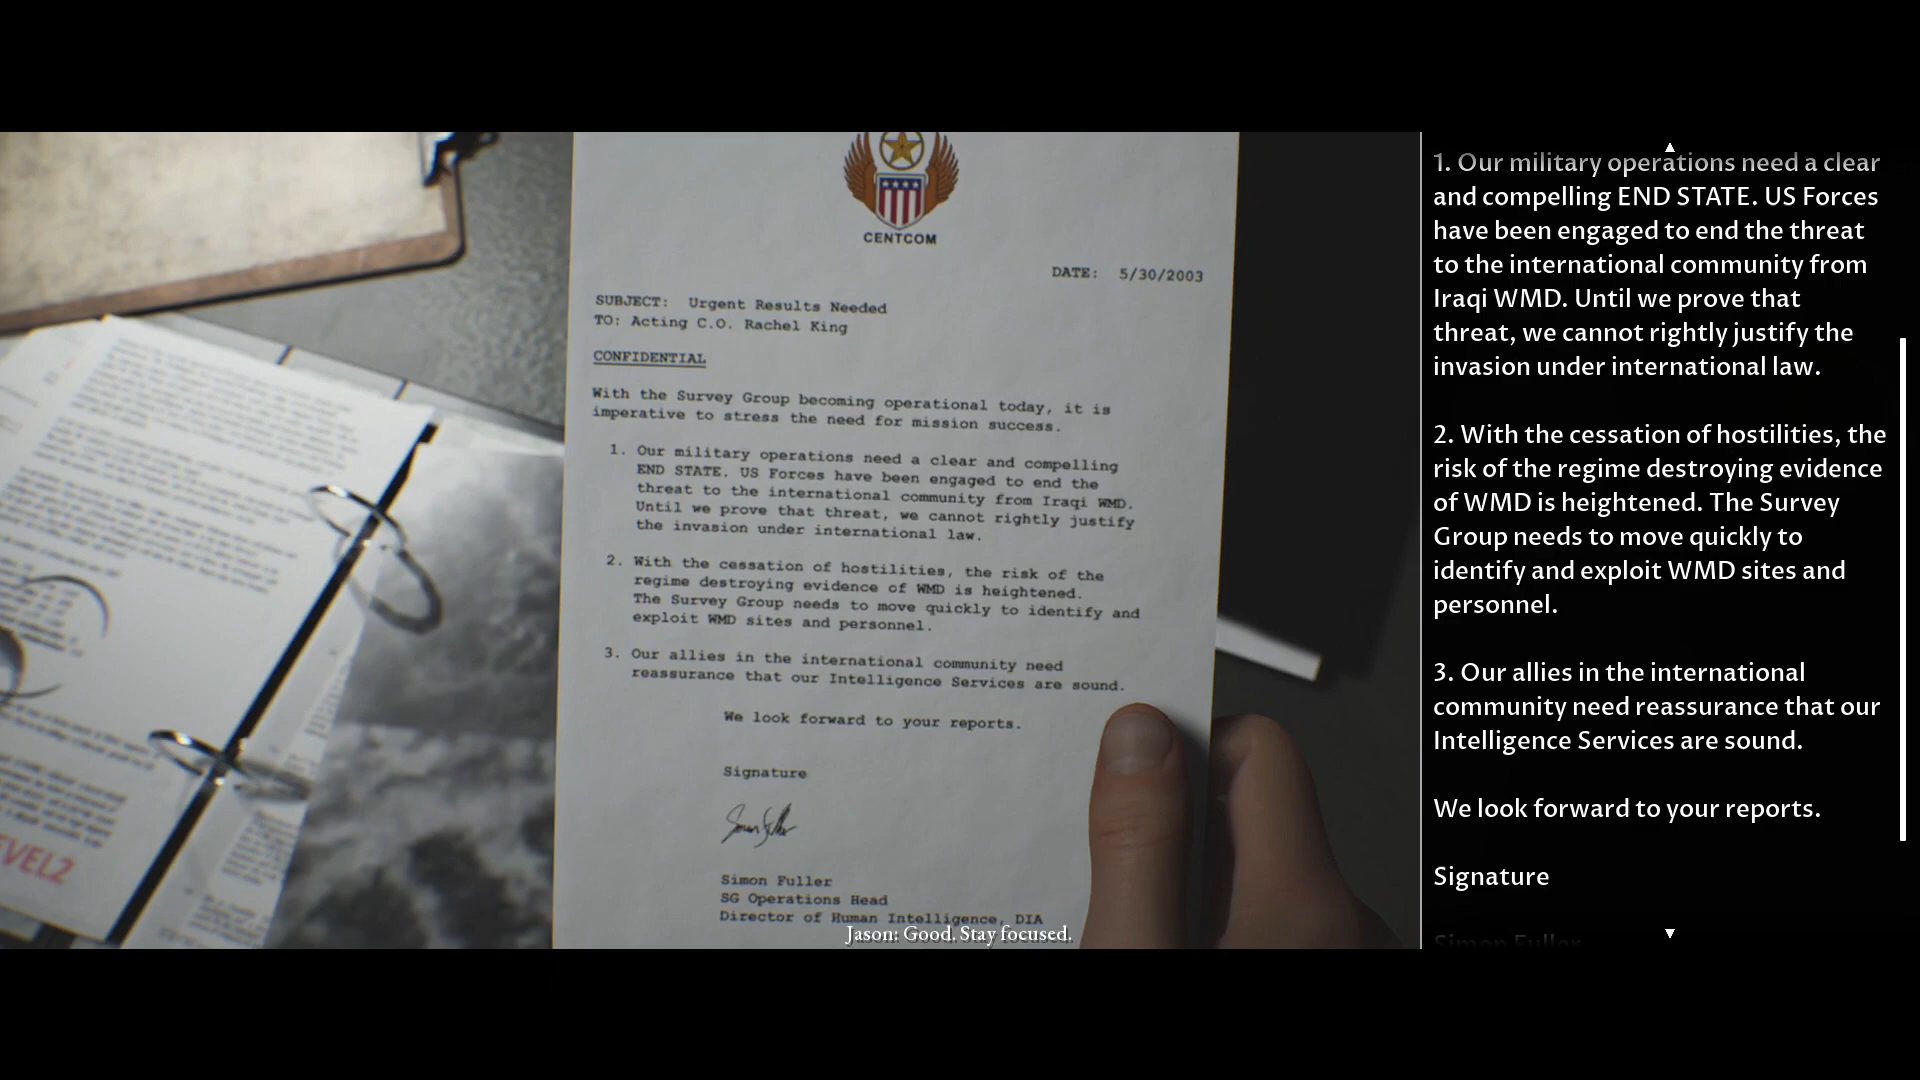 CENTCOM
DATE: 5/30/2003
SUBJECT: Urgent Results Needed
TO: Acting C.O. Rachel King
CONFIDENTIAL
With the Survey Group becoming operational today, it is
imperative to stress the need for mission success.
1. Our military operations need a clear and compelling
END STATE. US Forces have been engaged to end the
threat to the international community from Iraqi WMD.
Until we prove that threat, we cannot rightly justify
the invasion under international law.
2. With the cessation of hostilities, the risk of the
regime destroying evidence of WMD is heightened.
The Survey Group needs to move quickly to identify and
exploit WMD sites and personnel.
3. Our allies in the international community need
reassurance that our Intelligence Services are sound.
We look forward to your reports.
Signature
Simon Fuller
Simon Fuller
SG Operations Head
Director of Human Intelligence, DIA
Jason: Good. Stay focused.
EVEL2
1. Our military operations need a clear
and compelling END STATE. US Forces
have been engaged to end the threat
to the international community from
Iraqi WMD. Until we prove that
threat, we cannot rightly justify the
invasion under international law.
2. With the cessation of hostilities, the
risk of the regime destroying evidence
of WMD is heightened. The Survey
Group needs to move quickly to
identify and exploit WMD sites and
personnel.
3. Our allies in the international
community need reassurance that our
Intelligence Services are sound.
We look forward to your reports.
Signature
Simon Fuller